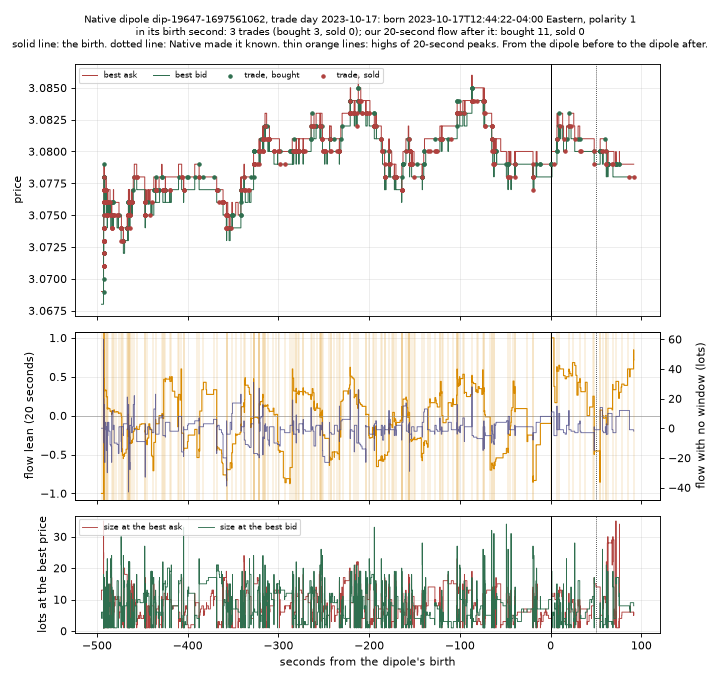 Native dipole dip-19647-1697561062, trade day 2023-10-17: born 2023-10-17T12:44:22-04:00 Eastern, polarity 1
in its birth second: 3 trades (bought 3, sold 0); our 20-second flow after it: bought 11, sold 0
solid line: the birth. dotted line: Native made it known. thin orange lines: highs of 20-second peaks. From the dipole before to the dipole after.
best ask best bid trade, bought trade, sold
3.0850
3.0825
3.0800
3.0775
3.0750
3.0725
3.0700
3.0675
price
1.0
0.5
0.0
−0.5
−1.0
flow lean (20 seconds)
60
40
20
0
−20
−40
flow with no window (lots)
size at the best ask size at the best bid
30
20
10
0
lots at the best price
−500 −400 −300 −200 −100 0 100
seconds from the dipole's birth